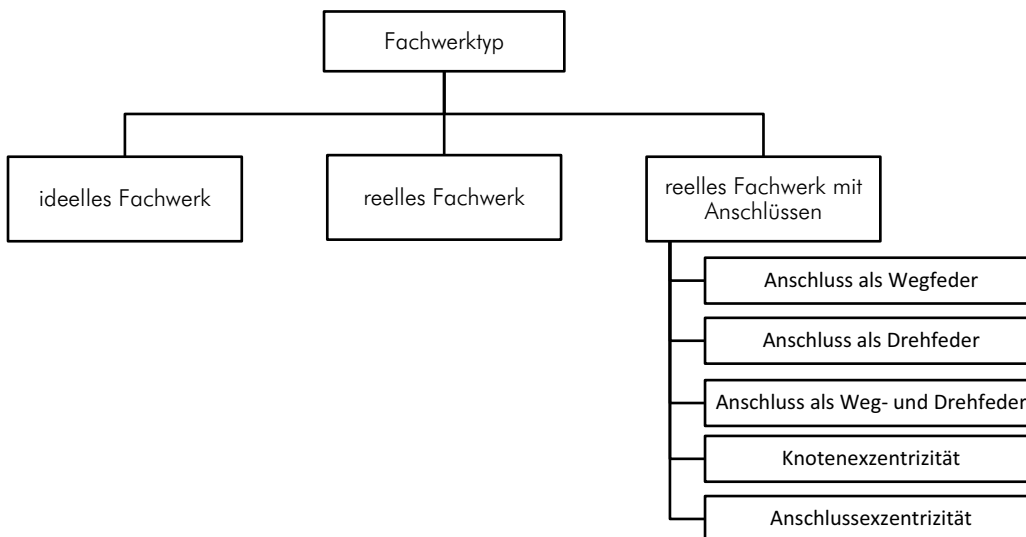 Fachwerktyp
ideelles Fachwerk
reelles Fachwerk
reelles Fachwerk mit
Anschlüssen
Anschluss als Wegfeder
Anschluss als Drehfeder
Anschluss als Weg- und Drehfeder
Knotenexzentrizität
Anschlussexzentrizität